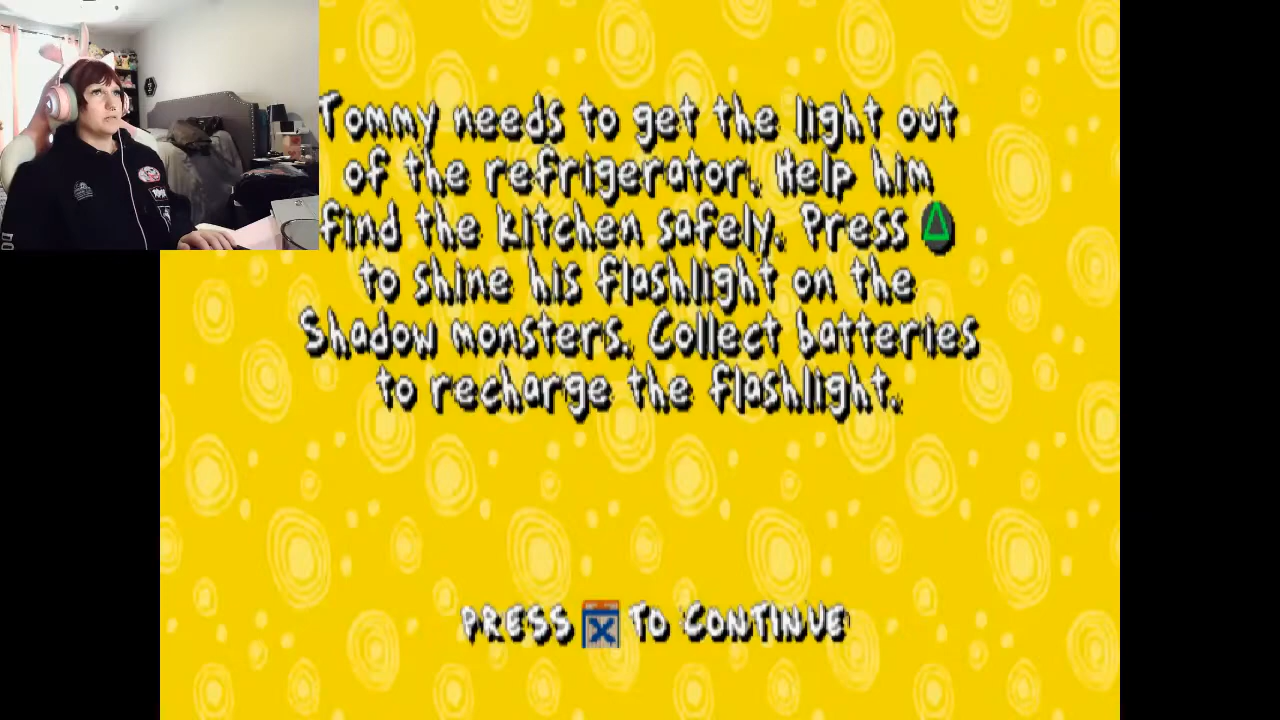 Tommy needs to get the light out
of the refrigerator. Help him
find the kitchen safely. Press
to shine his flashlight on the
Shadow monsters. Collect batteries
to recharge the flashlight.
PRESS X TO CONTINUE